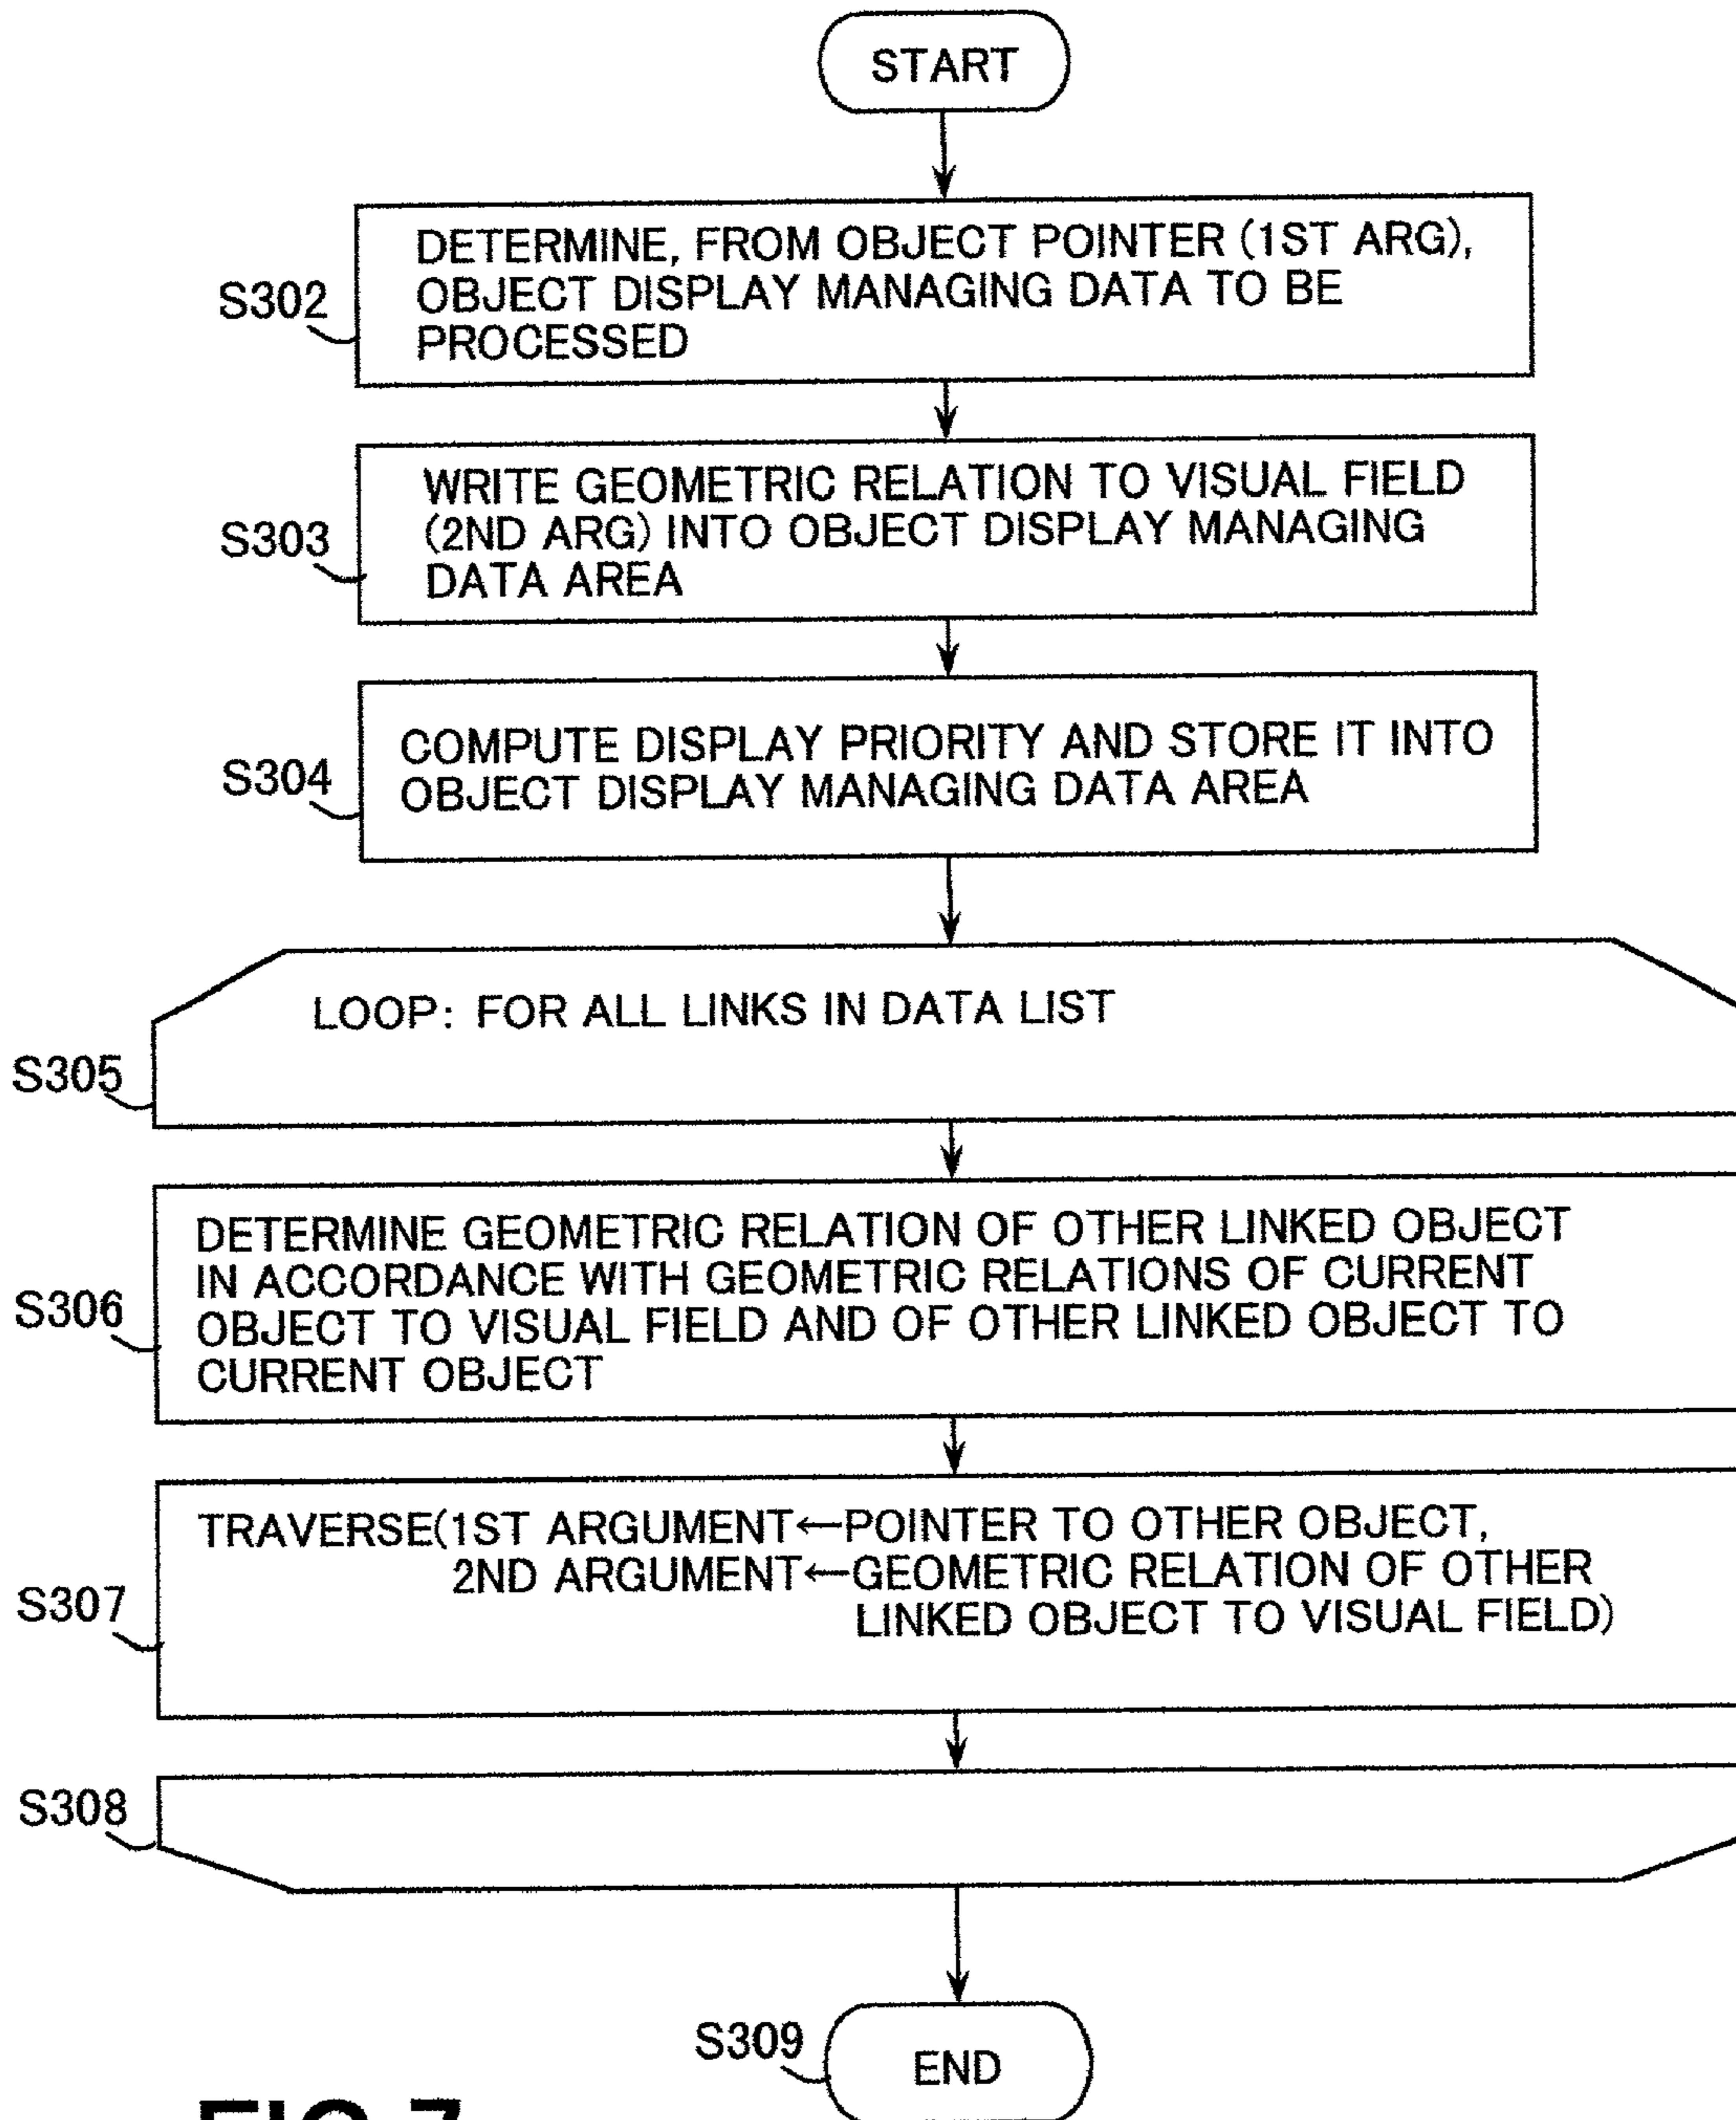 START
S302
DETERMINE, FROM OBJECT POINTER (1ST ARG),
OBJECT DISPLAY MANAGING DATA TO BE
PROCESSED
S303
WRITE GEOMETRIC RELATION TO VISUAL FIELD
(2ND ARG) INTO OBJECT DISPLAY MANAGING
DATA AREA
S304
COMPUTE DISPLAY PRIORITY AND STORE IT INTO
OBJECT DISPLAY MANAGING DATA AREA
S305
LOOP: FOR ALL LINKS IN DATA LIST
S306
DETERMINE GEOMETRIC RELATION OF OTHER LINKED OBJECT
IN ACCORDANCE WITH GEOMETRIC RELATIONS OF CURRENT
OBJECT TO VISUAL FIELD AND OF OTHER LINKED OBJECT TO
CURRENT OBJECT
S307
TRAVERSE(1ST ARGUMENT←POINTER TO OTHER OBJECT,
2ND ARGUMENT←GEOMETRIC RELATION OF OTHER
LINKED OBJECT TO VISUAL FIELD)
S308
S309
END
FIG.7